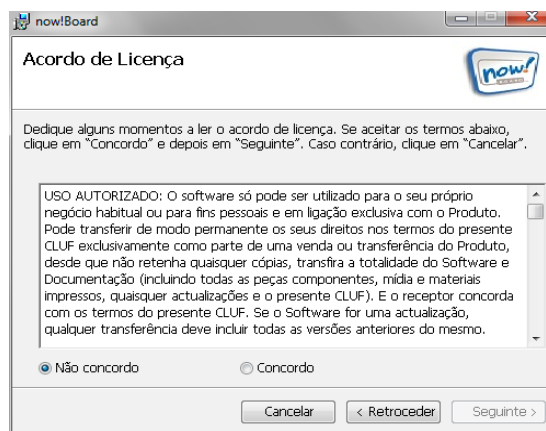 now!Board
Acordo de Licença
now!
Dedique alguns momentos a ler o acordo de licença. Se aceitar os termos abaixo,
clique em "Concordo" e depois em "Seguinte". Caso contrário, clique em "Cancelar".
USO AUTORIZADO: O software só pode ser utilizado para o seu próprio
negócio habitual ou para fins pessoais e em ligação exclusiva com o Produto.
Pode transferir de modo permanente os seus direitos nos termos do presente
CLUF exclusivamente como parte de uma venda ou transferência do Produto,
desde que não retenha quaisquer cópias, transfira a totalidade do Software e
Documentação (incluindo todas as peças componentes, mídia e materiais
impressos, quaisquer actualizações e o presente CLUF). E o receptor concorda
com os termos do presente CLUF. Se o Software for uma actualização,
qualquer transferência deve incluir todas as versões anteriores do mesmo.
Não concordo
Concordo
Cancelar
< Retroceder
Seguinte >